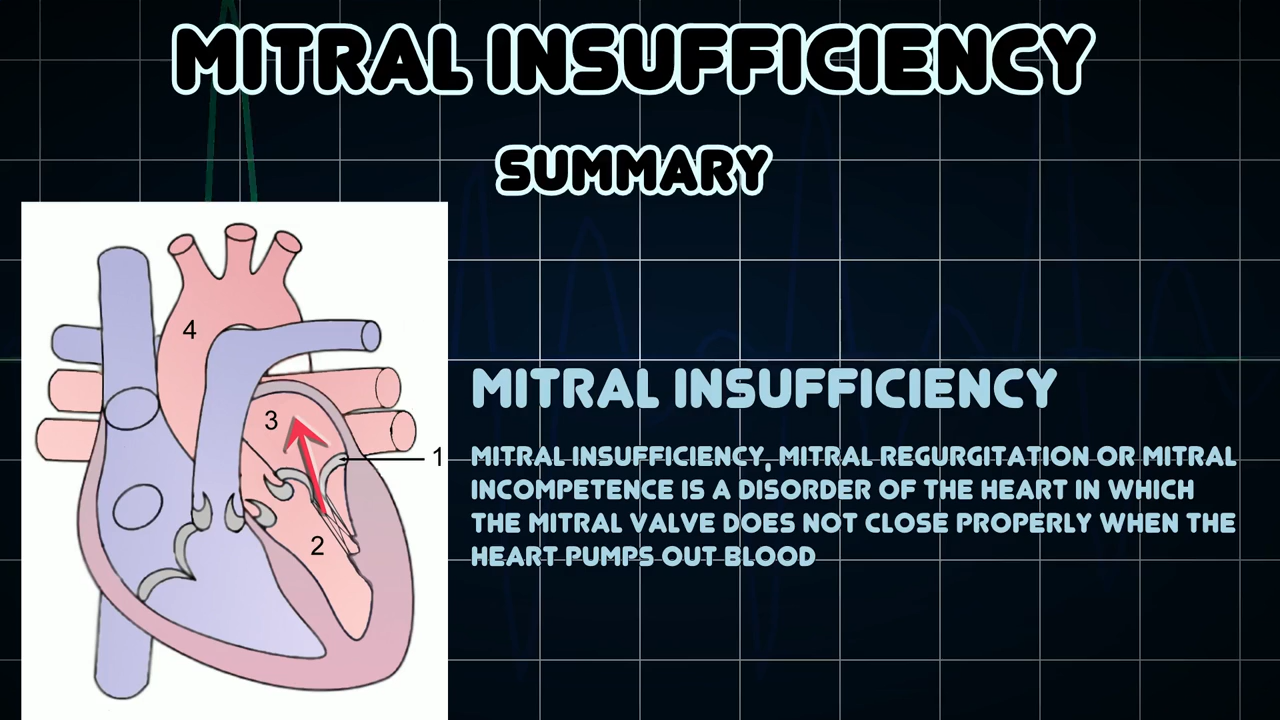 MITRAL INSUFFICIENCY
SUMMARY
4
3
1
2
MITRAL INSUFFICIENCY
MITRAL INSUFFICIENCY, MITRAL REGURGITATION OR MITRAL
INCOMPETENCE IS A DISORDER OF THE HEART IN WHICH
THE MITRAL VALVE DOES NOT CLOSE PROPERLY WHEN THE
HEART PUMPS OUT BLOOD